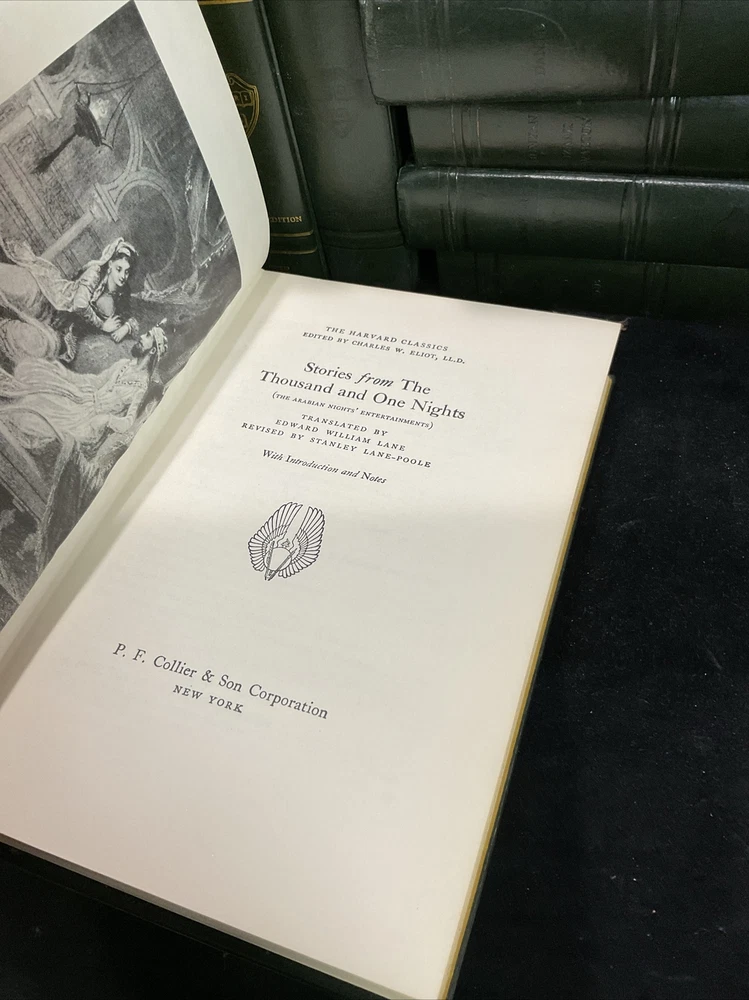 THE HARVARD CLASSICS
EDITED BY CHARLES W. ELIOT, LL.D.
Stories from The
Thousand and One Nights
(THE ARABIAN NIGHTS' ENTERTAINMENTS)
TRANSLATED BY
EDWARD WILLIAM LANE
REVISED BY STANLEY LANE-POOLE
With Introduction and Notes
P. F. Collier & Son Corporation
NEW YORK